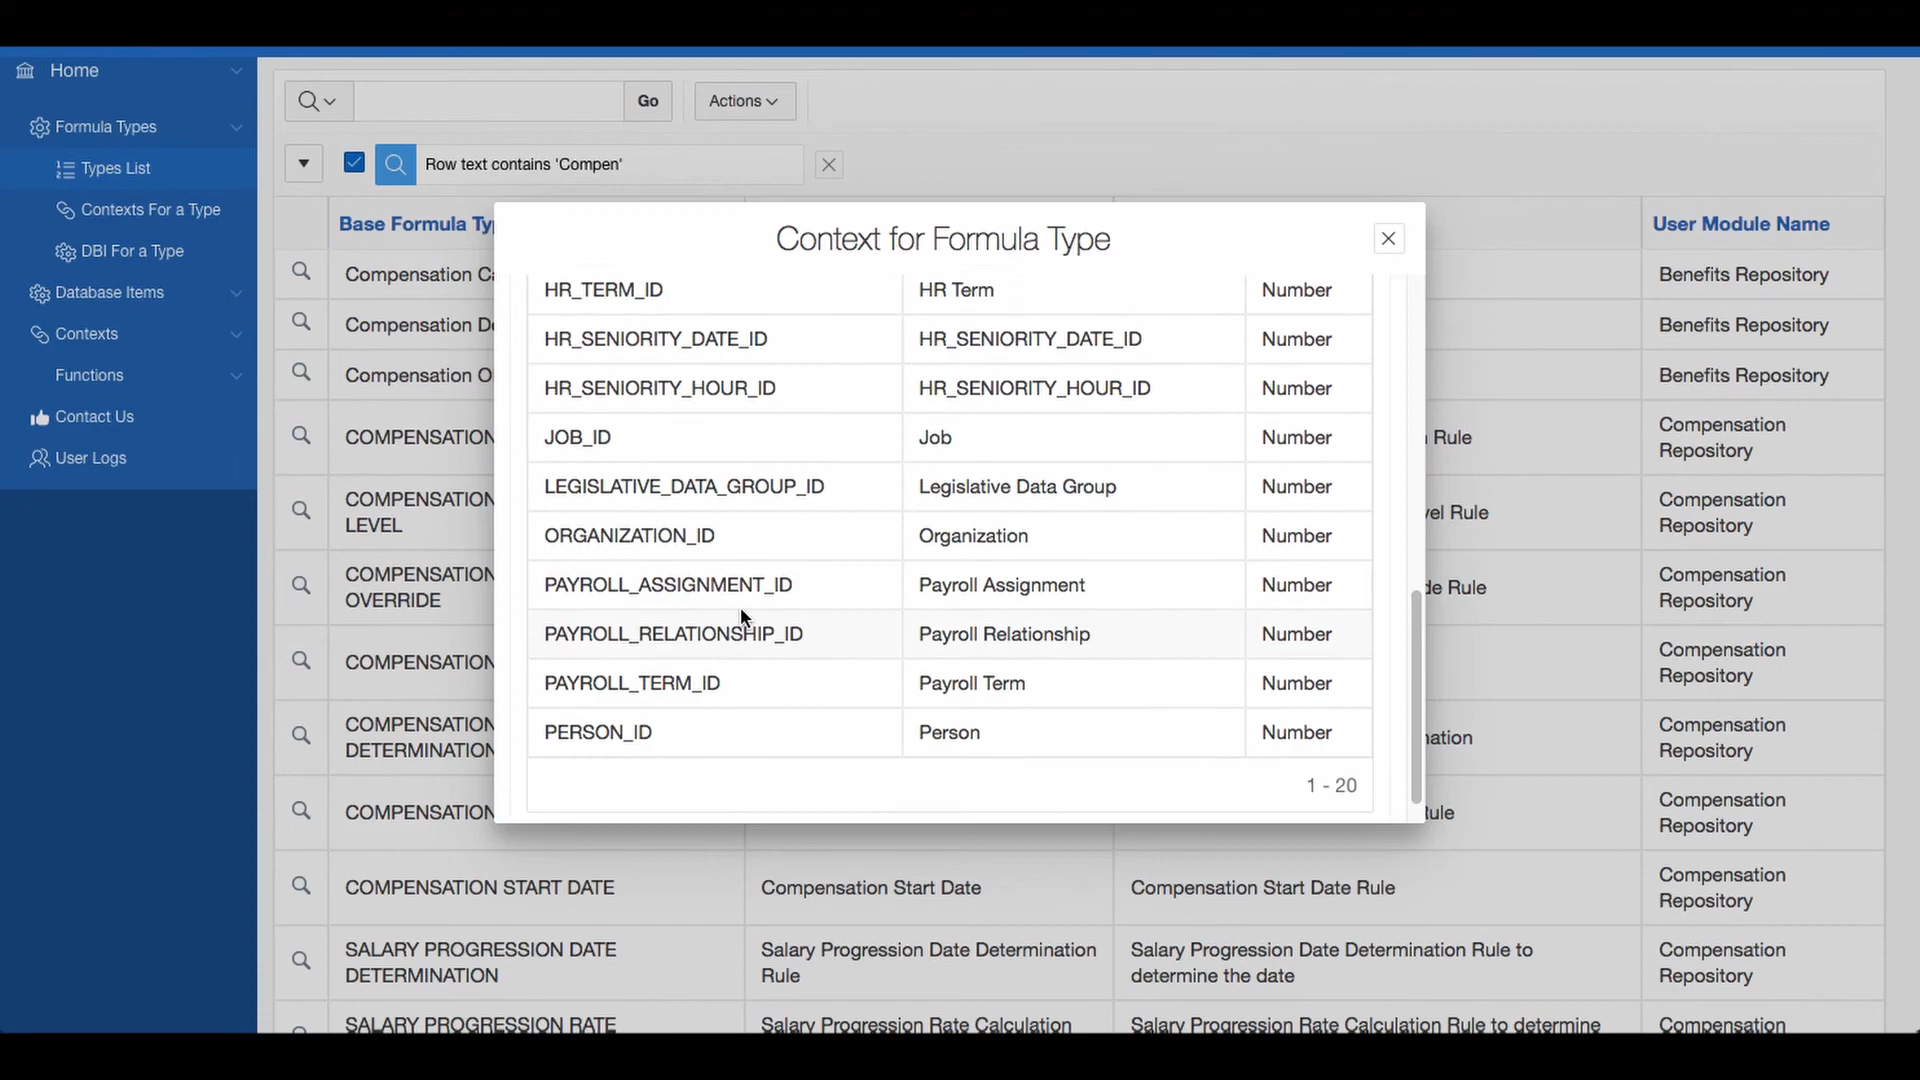 Home
Formula Types
Types List
Contexts For a Type
DBI For a Type
Database Items
Contexts
Functions
Contact Us
User Logs
Go
Actions
Row text contains 'Compen'
Base Formula Ty
User Module Name
Context for Formula Type
HR_TERM_ID HR Term Number
HR_SENIORITY_DATE_ID HR_SENIORITY_DATE_ID Number
HR_SENIORITY_HOUR_ID HR_SENIORITY_HOUR_ID Number
JOB_ID Job Number
LEGISLATIVE_DATA_GROUP_ID Legislative Data Group Number
ORGANIZATION_ID Organization Number
PAYROLL_ASSIGNMENT_ID Payroll Assignment Number
PAYROLL_RELATIONSHIP_ID Payroll Relationship Number
PAYROLL_TERM_ID Payroll Term Number
PERSON_ID Person Number
1 - 20
Compensation C Benefits Repository
Compensation D Benefits Repository
Compensation O Benefits Repository
COMPENSATION Rule Compensation
Repository
COMPENSATION vel Rule Compensation
LEVEL Repository
COMPENSATION de Rule Compensation
OVERRIDE Repository
COMPENSATION Compensation
Repository
COMPENSATION nation Compensation
DETERMINATION Repository
COMPENSATION Rule Compensation
Repository
COMPENSATION START DATE Compensation Start Date Compensation Start Date Rule Compensation
Repository
SALARY PROGRESSION DATE Salary Progression Date Determination Salary Progression Date Determination Rule to Compensation
DETERMINATION Rule determine the date Repository
SALARY PROGRESSION RATE Salary Progression Rate Calculation Salary Progression Rate Calculation Rule to determine Compensation